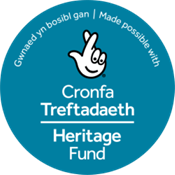 Gwnaed yn bosibl gan | Made possible with
Cronfa
Treftadaeth
Heritage
Fund